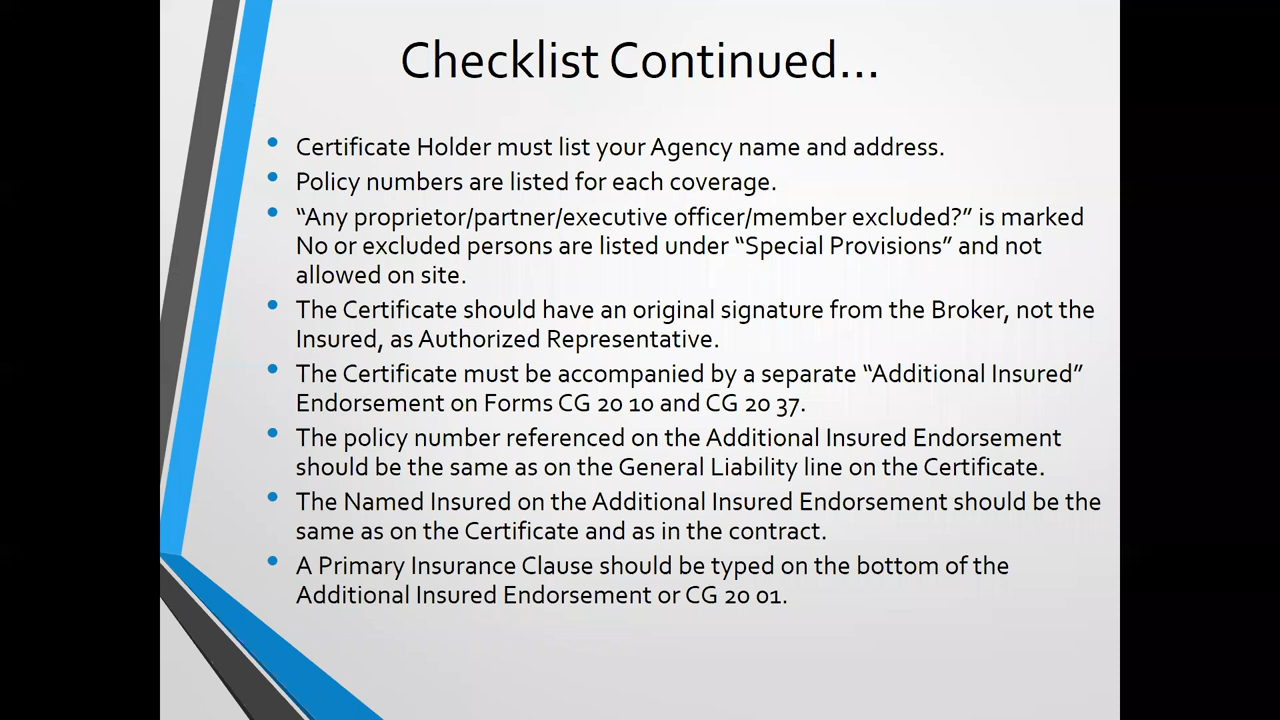 Checklist Continued...
• Certificate Holder must list your Agency name and address.
• Policy numbers are listed for each coverage.
• “Any proprietor/partner/executive officer/member excluded?” is marked
No or excluded persons are listed under “Special Provisions” and not
allowed on site.
• The Certificate should have an original signature from the Broker, not the
Insured, as Authorized Representative.
• The Certificate must be accompanied by a separate “Additional Insured”
Endorsement on Forms CG 20 10 and CG 20 37.
• The policy number referenced on the Additional Insured Endorsement
should be the same as on the General Liability line on the Certificate.
• The Named Insured on the Additional Insured Endorsement should be the
same as on the Certificate and as in the contract.
• A Primary Insurance Clause should be typed on the bottom of the
Additional Insured Endorsement or CG 20 01.